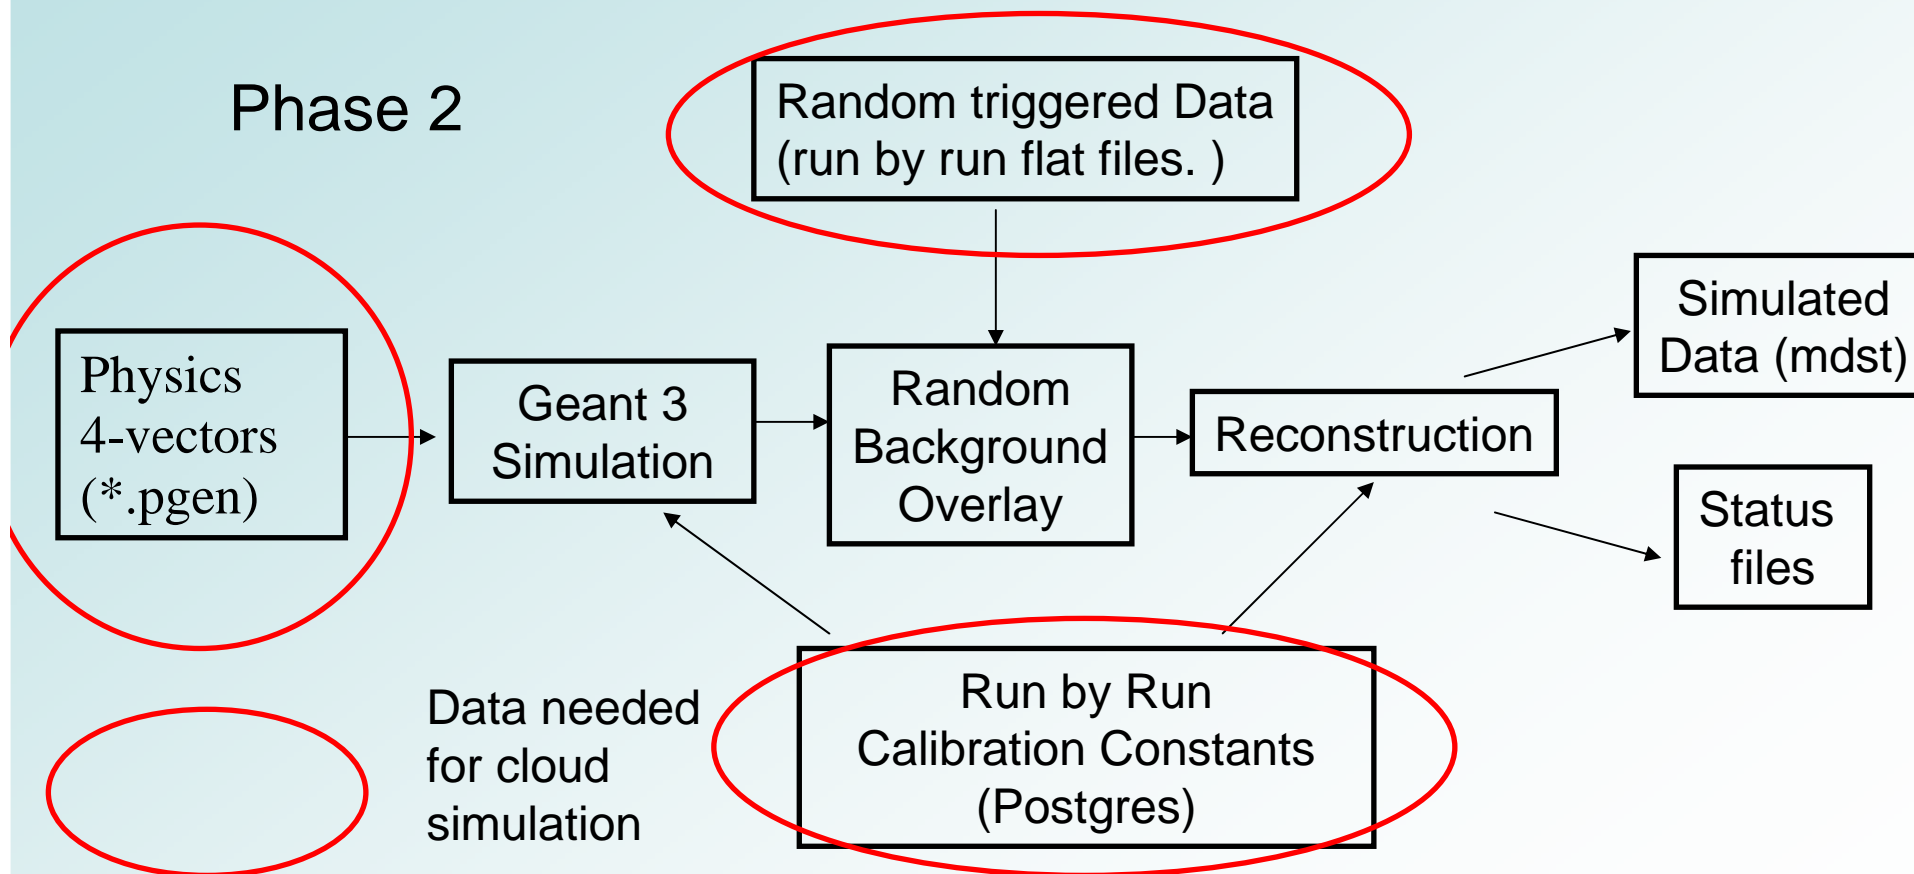 Phase 2
Random triggered Data
(run by run flat files. )
Physics
4-vectors
(*.pgen)
Geant 3
Simulation
Random
Background
Overlay
Reconstruction
Simulated
Data (mdst)
Status
files
Data needed
for cloud
simulation
Run by Run
Calibration Constants
(Postgres)